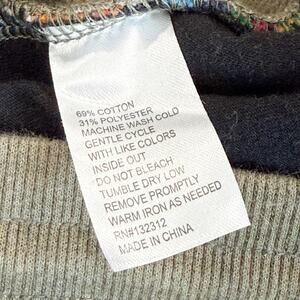 69% COTTON
31% POLYESTER
MACHINE WASH COLD
GENTLE CYCLE
WITH LIKE COLORS
INSIDE OUT
DO NOT BLEACH
TUMBLE DRY LOW
REMOVE PROMPTLY
WARM IRON AS NEEDED
RN#132312
MADE IN CHINA